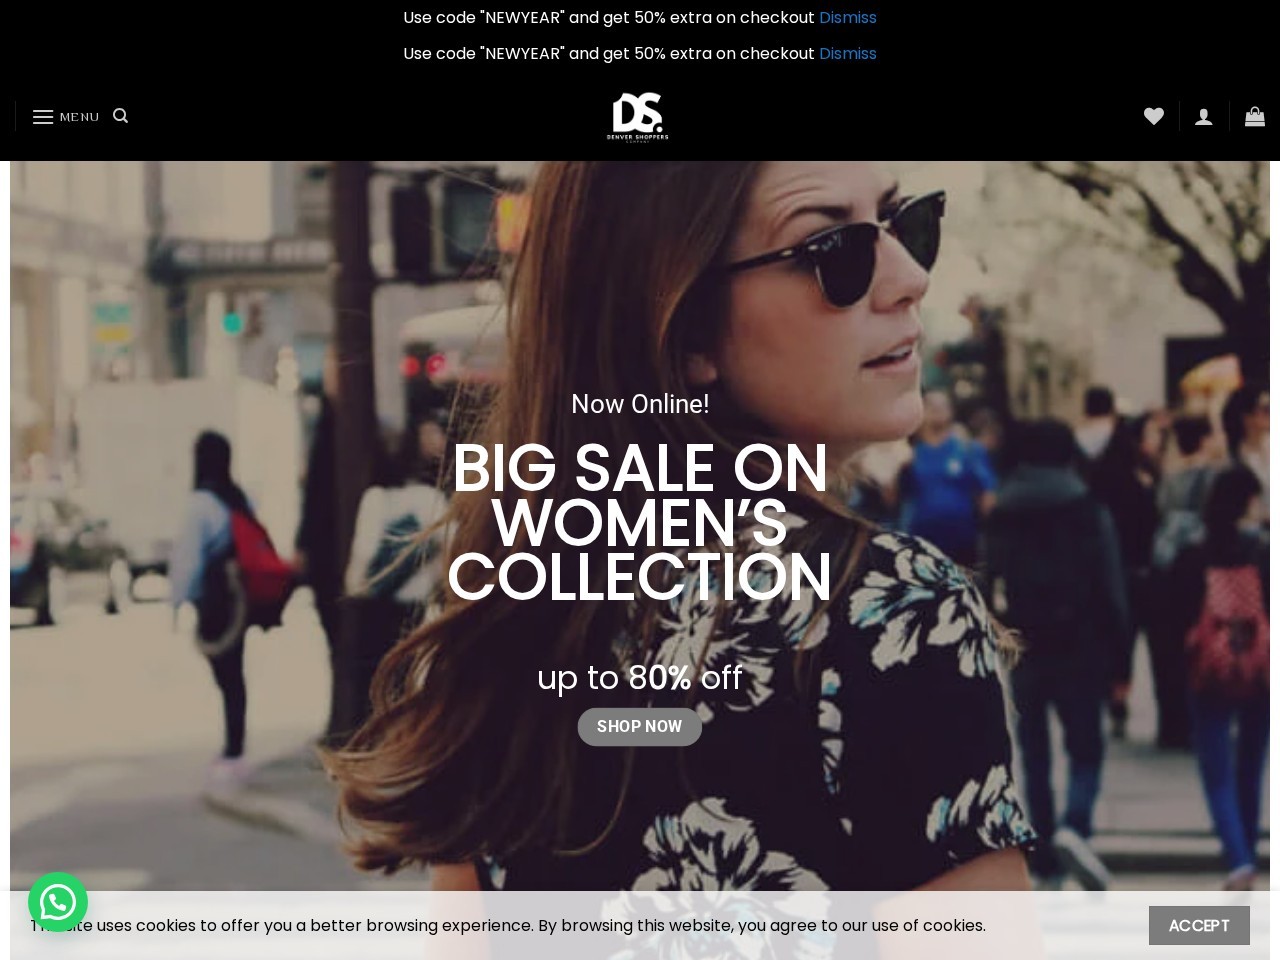 Use code "NEWYEAR" and get 50% extra on checkout Dismiss
Use code "NEWYEAR" and get 50% extra on checkout Dismiss
MENU
DS.
DENVER SHOPPERS
COMPANY
Now Online!
BIG SALE ON
WOMEN'S
COLLECTION
up to 80% off
SHOP NOW
site uses cookies to offer you a better browsing experience. By browsing this website, you agree to our use of cookies.
ACCEPT